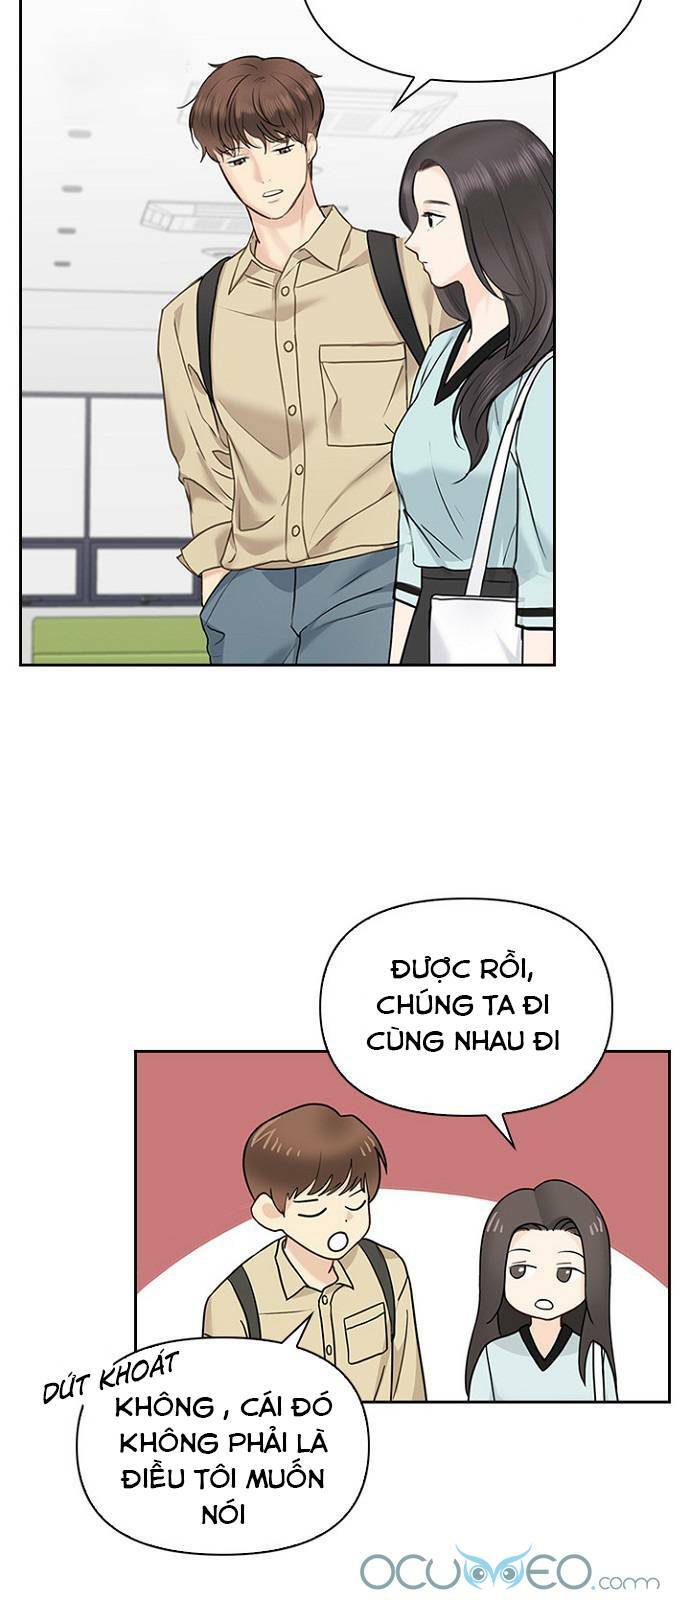 ĐƯỢC RỒI,
CHÚNG TA ĐI
CÙNG NHAU ĐI
DỨT KHOÁT
KHÔNG , CÁI ĐÓ
KHÔNG PHẢI LÀ
ĐIỀU TÔI MUỐN
NÓI
OCUMEO.comm